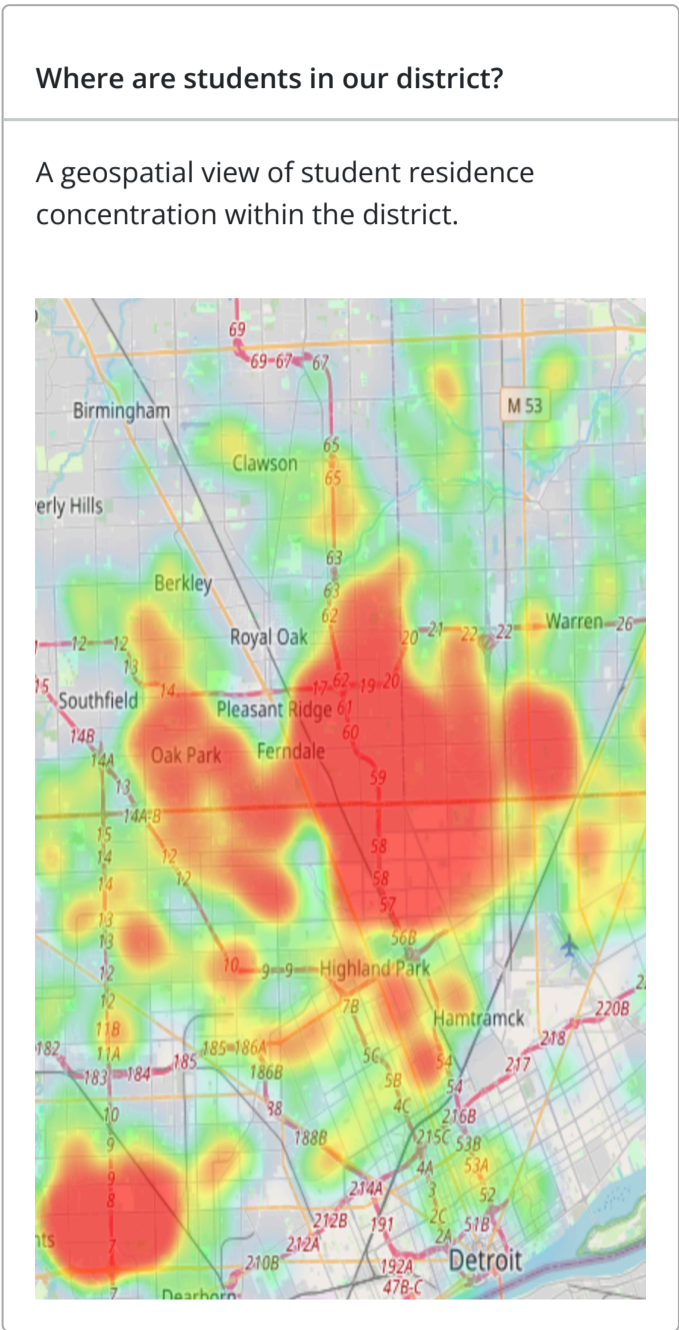 Where are students in our district?
A geospatial view of student residence
concentration within the district.
69
69-67 67
Birmingham
M 53
65
Clawson
65
erly Hills
63
Berkley
63
62
Royal Oak
20 21 22 22 Warren 26
12 12
13
15
14
17 62 19 20
Southfield
Pleasant Ridge 61
14B
60
14A
Oak Park Ferndale
59
13
14A-B
15
58
14
12
12
58
14
57
13
56B
13
10 9 9 Highland Park
12
12
7B
Hamtramck
220B
11B
218
182
11A
185 186A
5C
54
217
183 184 185
186B
5B
54
10
38
4C
216B
9
188B
215C 53B
4A
53A
9
214A
3
52
8
212B
191
2C
51B
nts
7
212A
2A
210B
192A
Detroit
7
Dearborn
47B-C